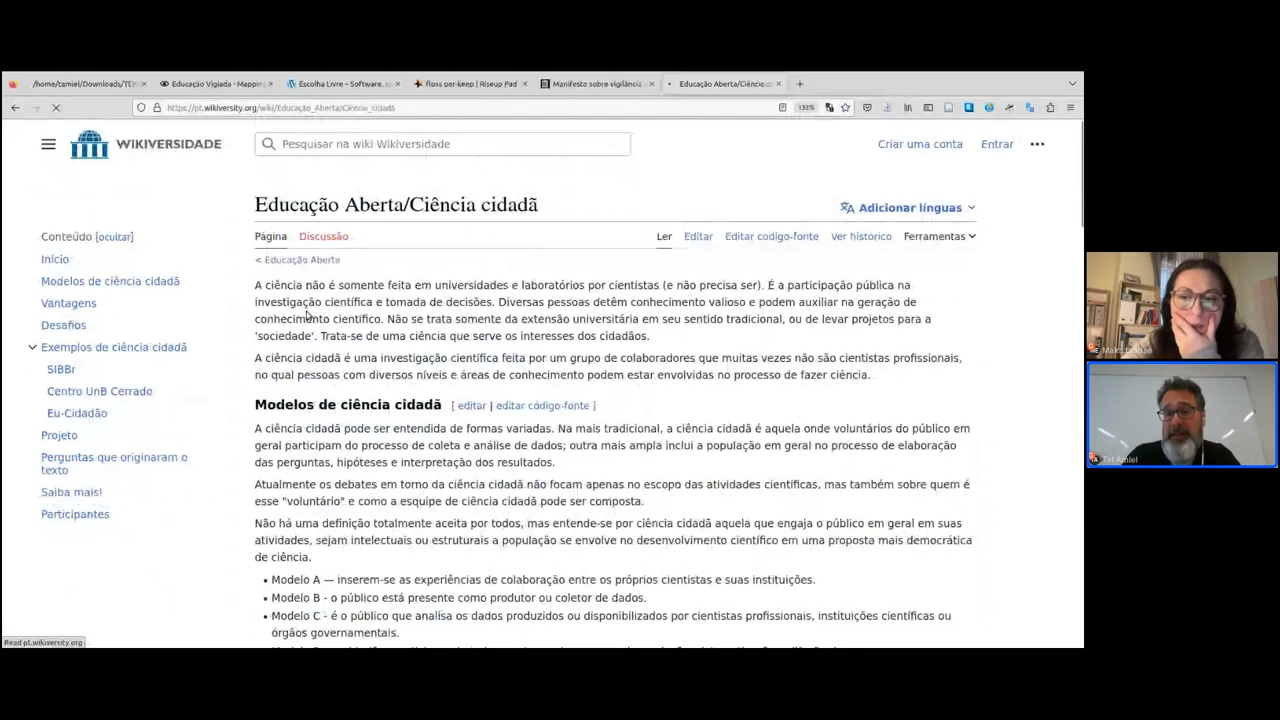 /home/tamiel/Downloads/TE
Educação Vigiada - Mappin
Escolha Livre – Software,
floss por-keep | Riseup Pad
Manifesto sobre vigilância
Educação Aberta/Ciência
https://pt.wikiversity.org/wiki/Educação_Aberta/Ciência_cidadã
133%
WIKIVERSIDADE
Pesquisar na wiki Wikiversidade
Criar uma conta
Entrar
Educação Aberta/Ciência cidadã
Adicionar línguas
Conteúdo [ocultar]
Página
Discussão
Ler
Editar
Editar código-fonte
Ver histórico
Ferramentas
Início
Modelos de ciência cidadã
Vantagens
Desafios
Exemplos de ciência cidadã
SIBBr
Centro UnB Cerrado
Eu-Cidadão
Projeto
Perguntas que originaram o
texto
Saiba mais!
Participantes
< Educação Aberta
A ciência não é somente feita em universidades e laboratórios por cientistas (e não precisa ser). É a participação pública na
investigação científica e tomada de decisões. Diversas pessoas detêm conhecimento valioso e podem auxiliar na geração de
conhecimento científico. Não se trata somente da extensão universitária em seu sentido tradicional, ou de levar projetos para a
'sociedade'. Trata-se de uma ciência que serve os interesses dos cidadãos.
A ciência cidadã é uma investigação científica feita por um grupo de colaboradores que muitas vezes não são cientistas profissionais,
no qual pessoas com diversos níveis e áreas de conhecimento podem estar envolvidas no processo de fazer ciência.
Modelos de ciência cidadã [ editar | editar código-fonte ]
A ciência cidadã pode ser entendida de formas variadas. Na mais tradicional, a ciência cidadã é aquela onde voluntários do público em
geral participam do processo de coleta e análise de dados; outra mais ampla inclui a população em geral no processo de elaboração
das perguntas, hipóteses e interpretação dos resultados.
Atualmente os debates em torno da ciência cidadã não focam apenas no escopo das atividades científicas, mas também sobre quem é
esse "voluntário" e como a esquipe de ciência cidadã pode ser composta.
Não há uma definição totalmente aceita por todos, mas entende-se por ciência cidadã aquela que engaja o público em geral em suas
atividades, sejam intelectuais ou estruturais a população se envolve no desenvolvimento científico em uma proposta mais democrática
de ciência.
• Modelo A — inserem-se as experiências de colaboração entre os próprios cientistas e suas instituições.
• Modelo B - o público está presente como produtor ou coletor de dados.
• Modelo C - é o público que analisa os dados produzidos ou disponibilizados por cientistas profissionais, instituições científicas ou
órgãos governamentais.
Read pt.wikiversity.org
Tel Amiel